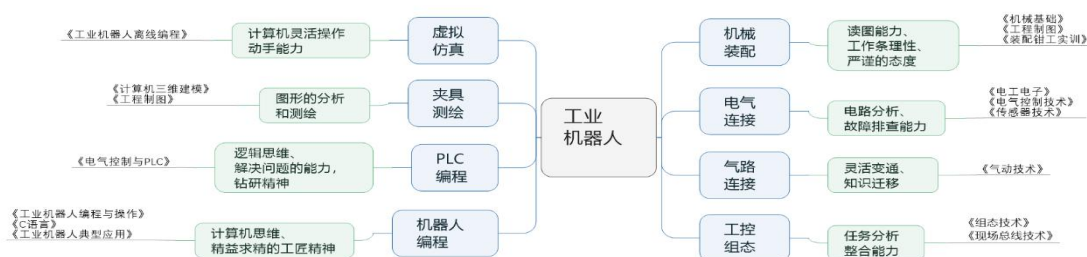 工业
机器人
虚拟
仿真
计算机灵活操作
动手能力
《工业机器人离线编程》
夹具
测绘
图形的分析
和测绘
《计算机三维建模》
《工程制图》
PLC
编程
逻辑思维、
解决问题的能力，
钻研精神
《电气控制与PLC》
机器人
编程
计算机思维、
精益求精的工匠精神
《工业机器人编程与操作》
《C语言》
《工业机器人典型应用》
机械
装配
读图能力、
工作条理性、
严谨的态度
《机械基础》
《工程制图》
《装配钳工实训》
电气
连接
电路分析、
故障排查能力
《电工电子》
《电气控制技术》
《传感器技术》
气路
连接
灵活变通、
知识迁移
《气动技术》
工控
组态
任务分析
整合能力
《组态技术》
《现场总线技术》